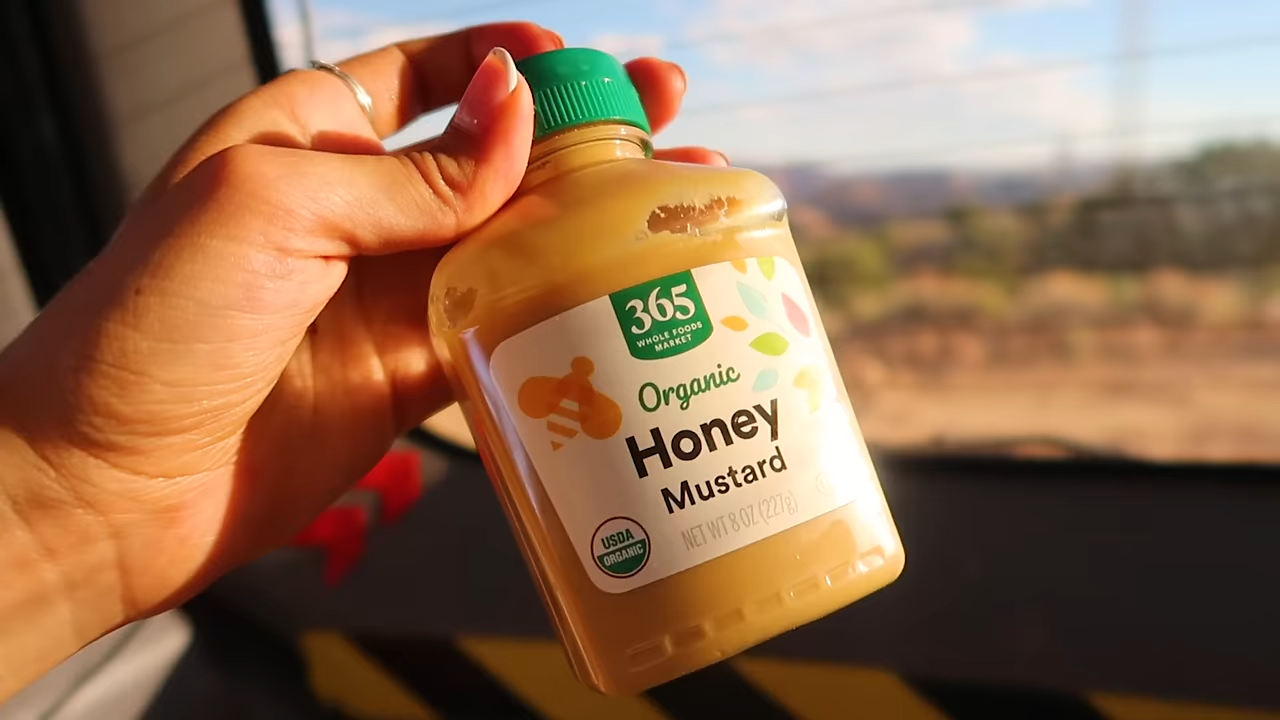 365
WHOLE FOODS
MARKET
Organic
Honey
Mustard
NET WT 8 OZ (227g)
USDA
ORGANIC